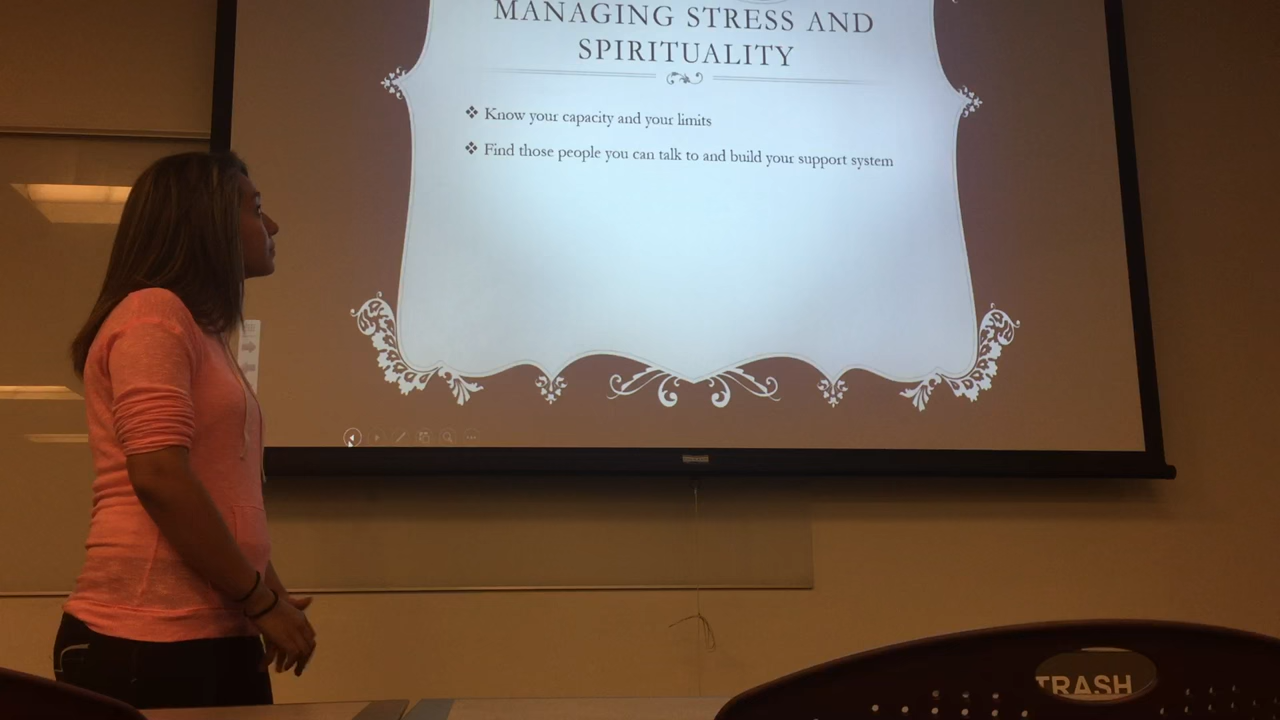 MANAGING STRESS AND
SPIRITUALITY
❖ Know your capacity and your limits
❖ Find those people you can talk to and build your support system
TRASH